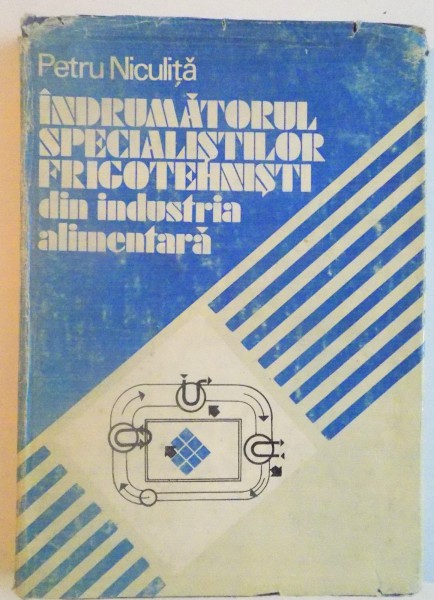 Petru Niculiță
ÎNDRUMĂTORUL
SPECIALIȘTILOR
FRIGOTEHNIȘTI
din industria
alimentară